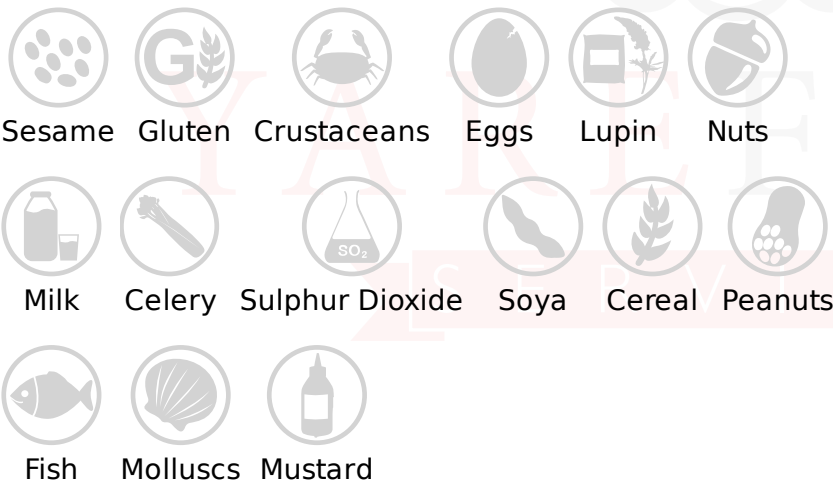 G
Sesame Gluten Crustaceans Eggs Lupin Nuts
SO₂
Milk Celery Sulphur Dioxide Soya Cereal Peanuts
Fish Molluscs Mustard